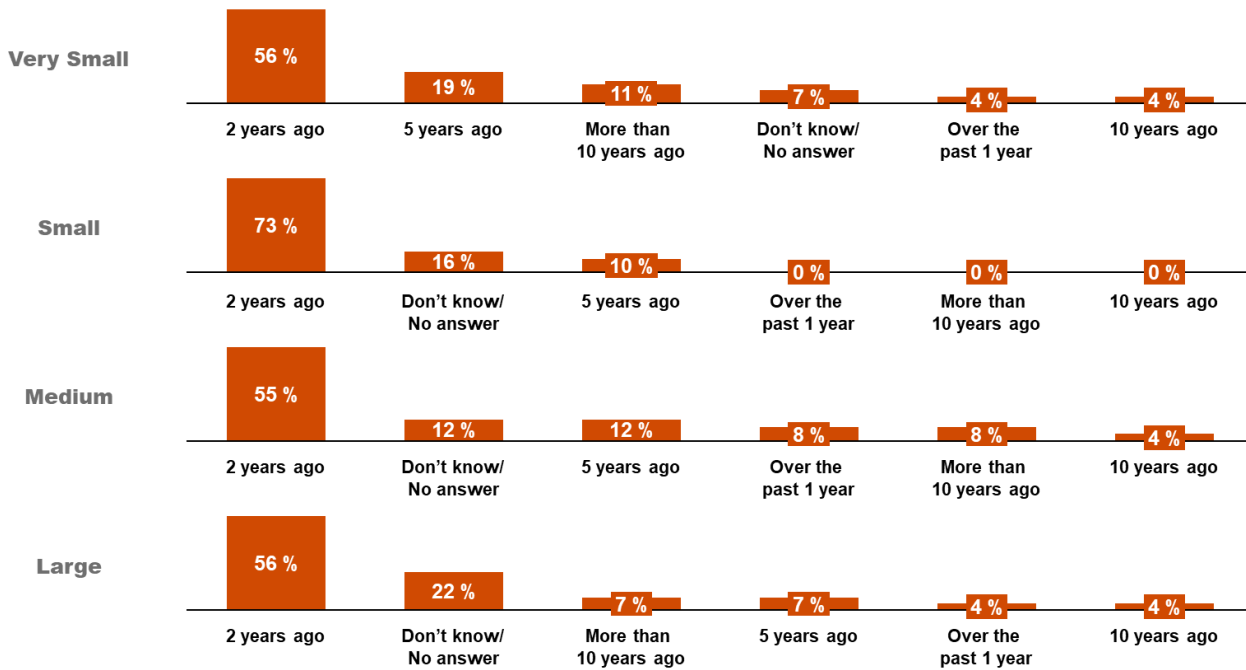 Very Small
56 %
19 %
11 %
7 %
4 %
4 %
2 years ago
5 years ago
More than
10 years ago
Don't know/
No answer
Over the
past 1 year
10 years ago
Small
73 %
16 %
10 %
0 %
0 %
0 %
2 years ago
Don't know/
No answer
5 years ago
Over the
past 1 year
More than
10 years ago
10 years ago
Medium
55 %
12 %
12 %
8 %
8 %
4 %
2 years ago
Don't know/
No answer
5 years ago
Over the
past 1 year
More than
10 years ago
10 years ago
Large
56 %
22 %
7 %
7 %
4 %
4 %
2 years ago
Don't know/
No answer
More than
10 years ago
5 years ago
Over the
past 1 year
10 years ago